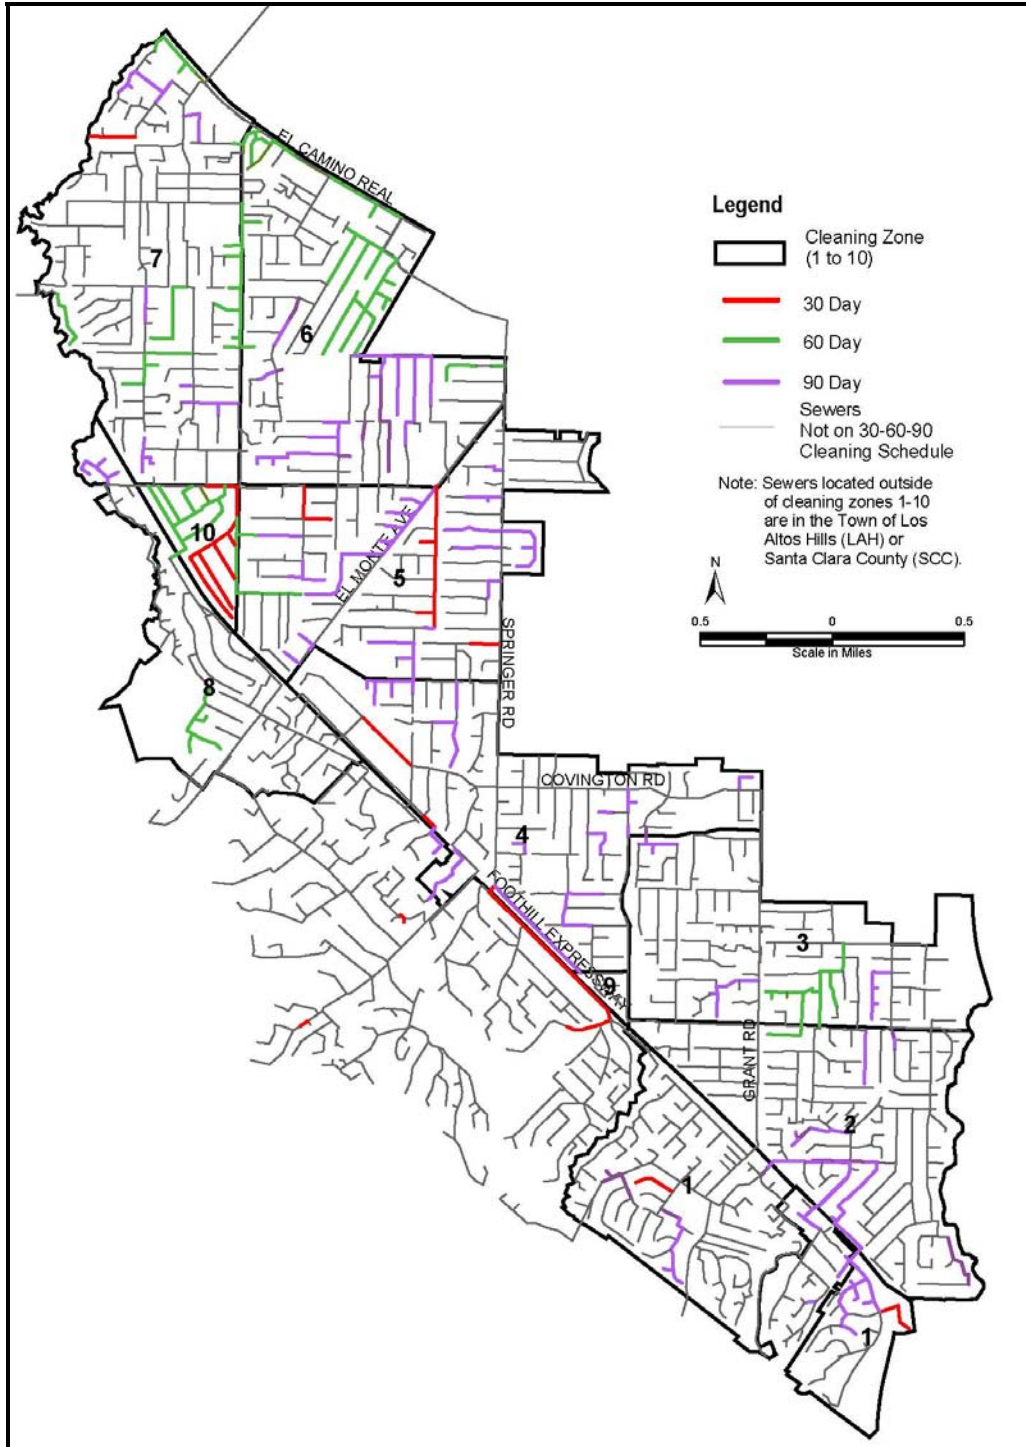 EL CAMINO REAL
Legend
Cleaning Zone
(1 to 10)
30 Day
60 Day
90 Day
Sewers
Not on 30-60-90
Cleaning Schedule
Note: Sewers located outside
of cleaning zones 1-10
are in the Town of Los
Altos Hills (LAH) or
Santa Clara County (SCC).
N
0.5 0 0.5
Scale in Miles
7
6
10
EL MONTE AVE
5
SPRINGER RD
8
COVINGTON RD
4
FOOTHILL EXPRESSWAY
3
9
GRANT RD
2
1
1